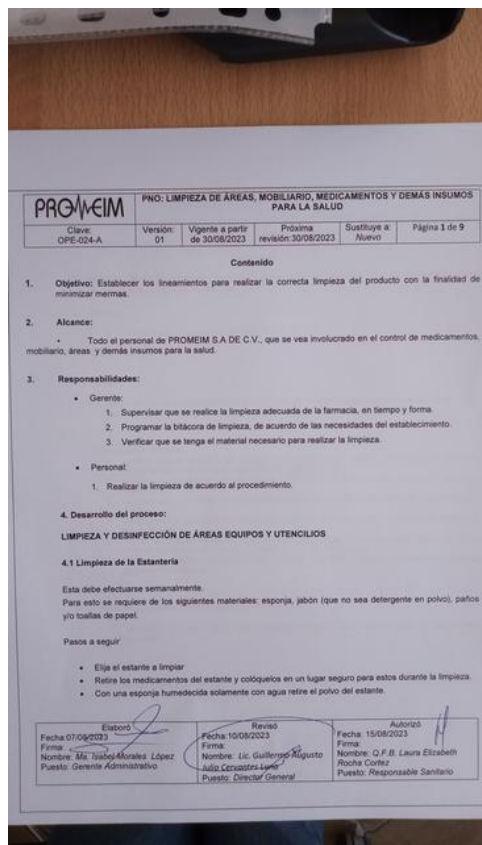 PROMEIM
PNO: LIMPIEZA DE ÁREAS, MOBILIARIO, MEDICAMENTOS Y DEMÁS INSUMOS
PARA LA SALUD
Clave:
OPE-024-A
Versión:
01
Vigente a partir
de 30/08/2023
Próxima
revisión:30/08/2023
Sustituye a:
Nuevo
Página 1 de 9
Contenido
1. Objetivo: Establecer los lineamientos para realizar la correcta limpieza del producto con la finalidad de
minimizar mermas.
2. Alcance:
• Todo el personal de PROMEIM S.A DE C.V., que se vea involucrado en el control de medicamentos,
mobiliario, áreas y demás insumos para la salud.
3. Responsabilidades:
• Gerente:
1. Supervisar que se realice la limpieza adecuada de la farmacia, en tiempo y forma.
2. Programar la bitácora de limpieza, de acuerdo de las necesidades del establecimiento.
3. Verificar que se tenga el material necesario para realizar la limpieza.
• Personal:
1. Realizar la limpieza de acuerdo al procedimiento.
4. Desarrollo del proceso:
LIMPIEZA Y DESINFECCIÓN DE ÁREAS EQUIPOS Y UTENCILIOS
4.1 Limpieza de la Estantería
Esta debe efectuarse semanalmente.
Para esto se requiere de los siguientes materiales: esponja, jabón (que no sea detergente en polvo), paños
y/o toallas de papel.
Pasos a seguir
• Elija el estante a limpiar
• Retire los medicamentos del estante y colóquelos en un lugar seguro para estos durante la limpieza.
• Con una esponja humedecida solamente con agua retire el polvo del estante.
Elaboró
Fecha:07/08/2023
Firma:
Nombre: Ma. Isabel Morales López
Puesto: Gerente Administrativo
Revisó
Fecha:10/08/2023
Firma:
Nombre: Lic. Guillermo Augusto
Julio Cervantes Luna
Puesto: Director General
Autorizó
Fecha: 15/08/2023
Firma:
Nombre: Q.F.B. Laura Elizabeth
Rocha Cortez
Puesto: Responsable Sanitario